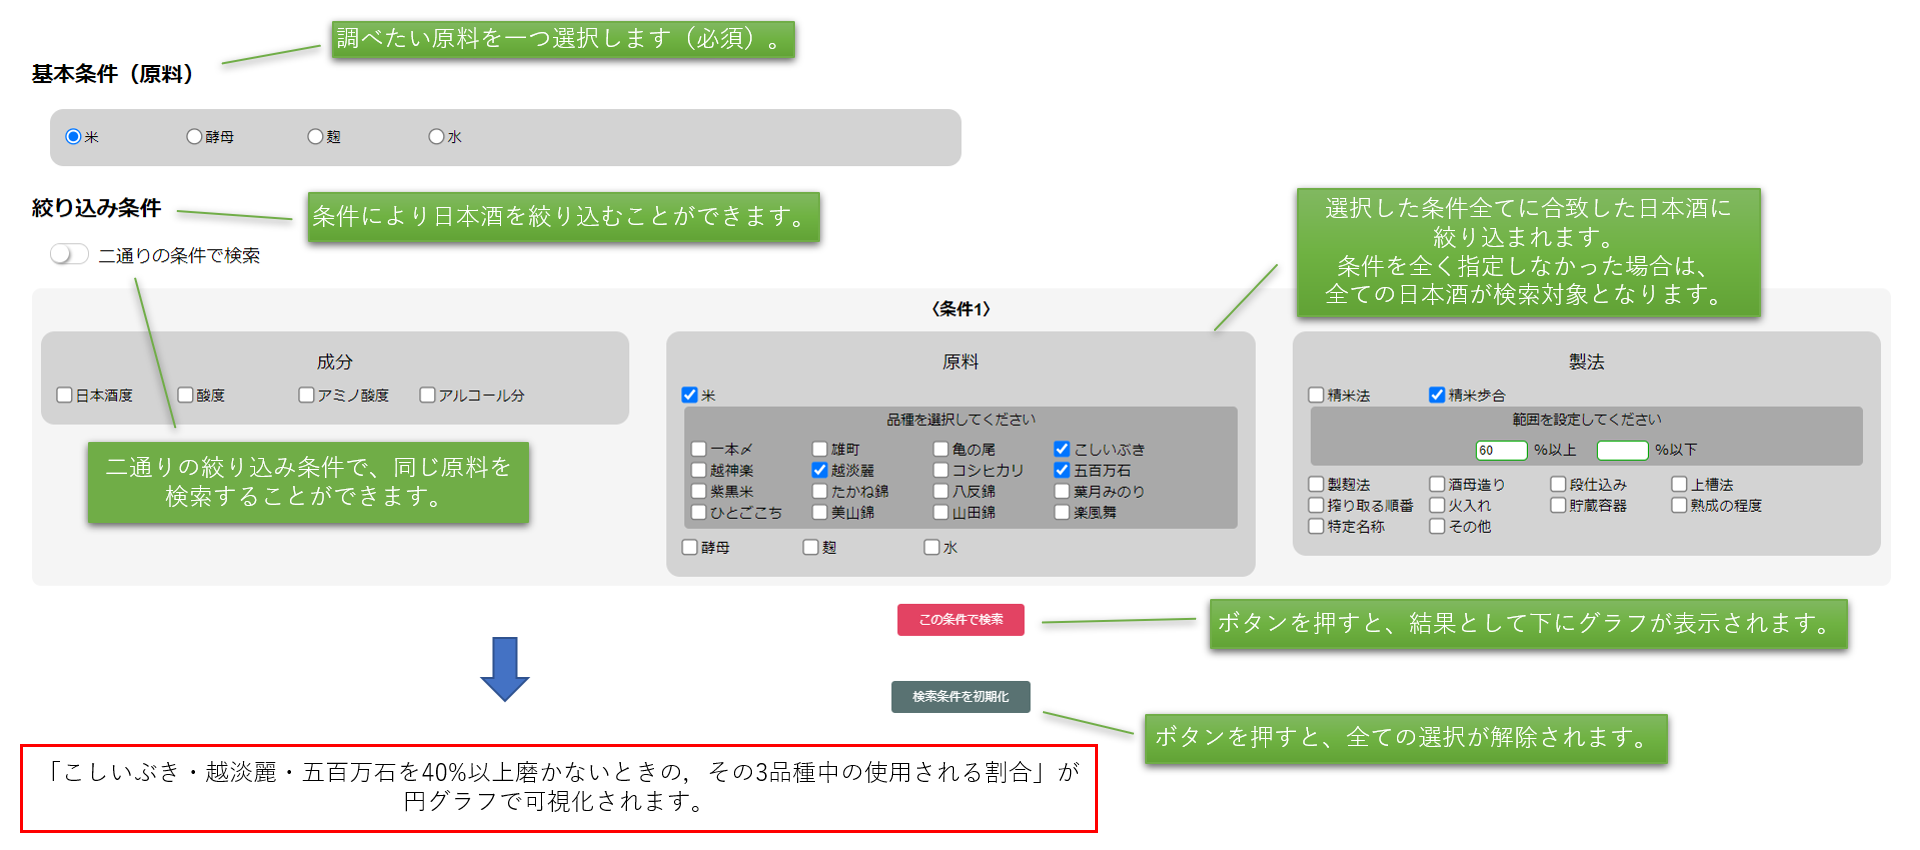 調べたい原料を一つ選択します（必須）。
基本条件（原料）
米 酵母 麹 水
絞り込み条件
条件により日本酒を絞り込むことができます。
二通りの条件で検索
選択した条件全てに合致した日本酒に
絞り込まれます。
条件を全く指定しなかった場合は、
全ての日本酒が検索対象となります。
〈条件1〉
成分
日本酒度 酸度 アミノ酸度 アルコール分
二通りの絞り込み条件で、同じ原料を
検索することができます。
原料
米
品種を選択してください
一本〆 雄町 亀の尾 こしいぶき
越神楽 越淡麗 コシヒカリ 五百万石
紫黒米 たかね錦 八反錦 葉月みのり
ひとごこち 美山錦 山田錦 楽風舞
酵母 麹 水
製法
精米法 精米歩合
範囲を設定してください
60 %以上 %以下
製麹法 酒母造り 段仕込み 上槽法
搾り取る順番 火入れ 貯蔵容器 熟成の程度
特定名称 その他
この条件で検索
ボタンを押すと、結果として下にグラフが表示されます。
検索条件を初期化
ボタンを押すと、全ての選択が解除されます。
「こしいぶき・越淡麗・五百万石を40%以上磨かないときの，その3品種中の使用される割合」が
円グラフで可視化されます。